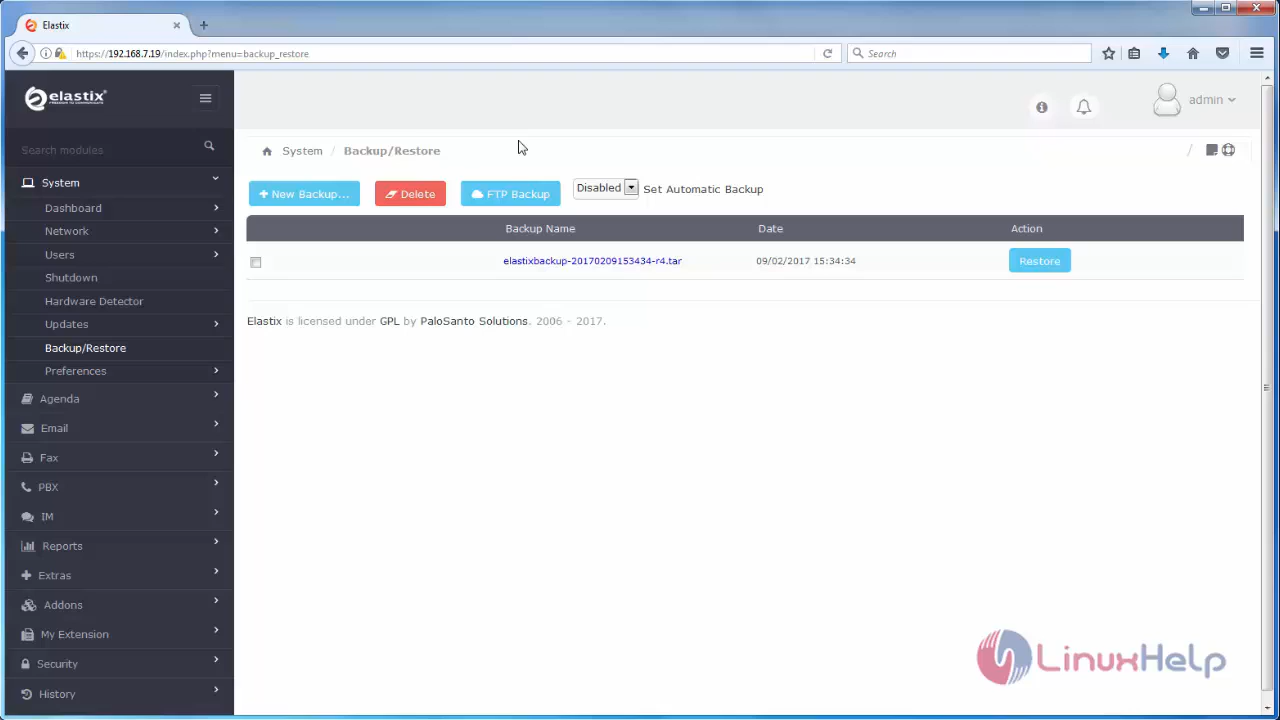 Elastix
https://192.168.7.19/index.php?menu=backup_restore
Search
elastix
admin
Search modules
System / Backup/Restore /
System
Dashboard
Network
Users
Shutdown
Hardware Detector
Updates
Backup/Restore
Preferences
Agenda
Email
Fax
PBX
IM
Reports
Extras
Addons
My Extension
Security
History
+ New Backup...
Delete
FTP Backup
Disabled
Set Automatic Backup
Backup Name Date Action
elastixbackup-20170209153434-r4.tar 09/02/2017 15:34:34 Restore
Elastix is licensed under GPL by PaloSanto Solutions. 2006 - 2017.
LinuxHelp